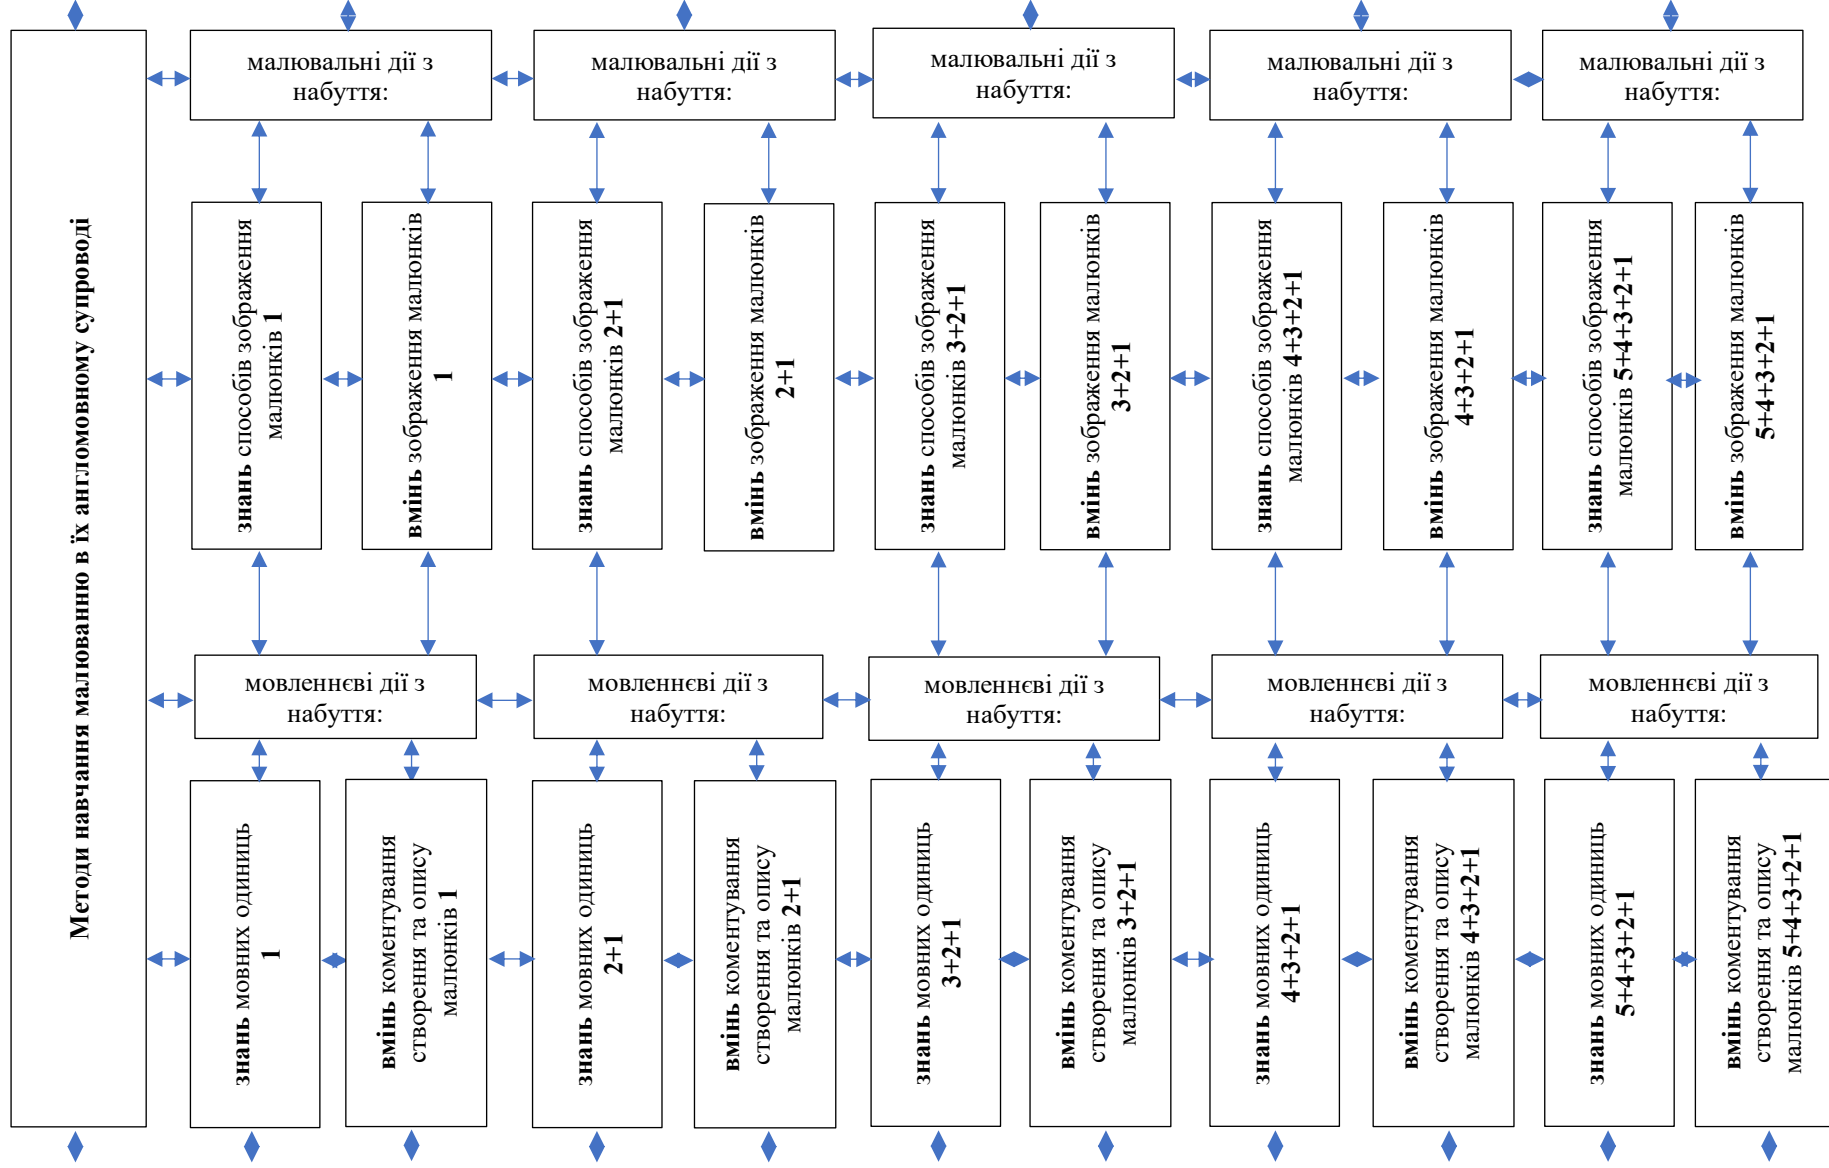 Методи навчання малюванню в їх англомовному супроводі
малювальні дії з
набуття:
малювальні дії з
набуття:
малювальні дії з
набуття:
малювальні дії з
набуття:
малювальні дії з
набуття:
знань способів зображення
малюнків 1
вмінь зображення малюнків
1
знань способів зображення
малюнків 2+1
вмінь зображення малюнків
2+1
знань способів зображення
малюнків 3+2+1
вмінь зображення малюнків
3+2+1
знань способів зображення
малюнків 4+3+2+1
вмінь зображення малюнків
4+3+2+1
знань способів зображення
малюнків 5+4+3+2+1
вмінь зображення малюнків
5+4+3+2+1
мовленнєві дії з
набуття:
мовленнєві дії з
набуття:
мовленнєві дії з
набуття:
мовленнєві дії з
набуття:
мовленнєві дії з
набуття:
знань мовних одиниць
1
вмінь коментування
створення та опису
малюнків 1
знань мовних одиниць
2+1
вмінь коментування
створення та опису
малюнків 2+1
знань мовних одиниць
3+2+1
вмінь коментування
створення та опису
малюнків 3+2+1
знань мовних одиниць
4+3+2+1
вмінь коментування
створення та опису
малюнків 4+3+2+1
знань мовних одиниць
5+4+3+2+1
вмінь коментування
створення та опису
малюнків 5+4+3+2+1